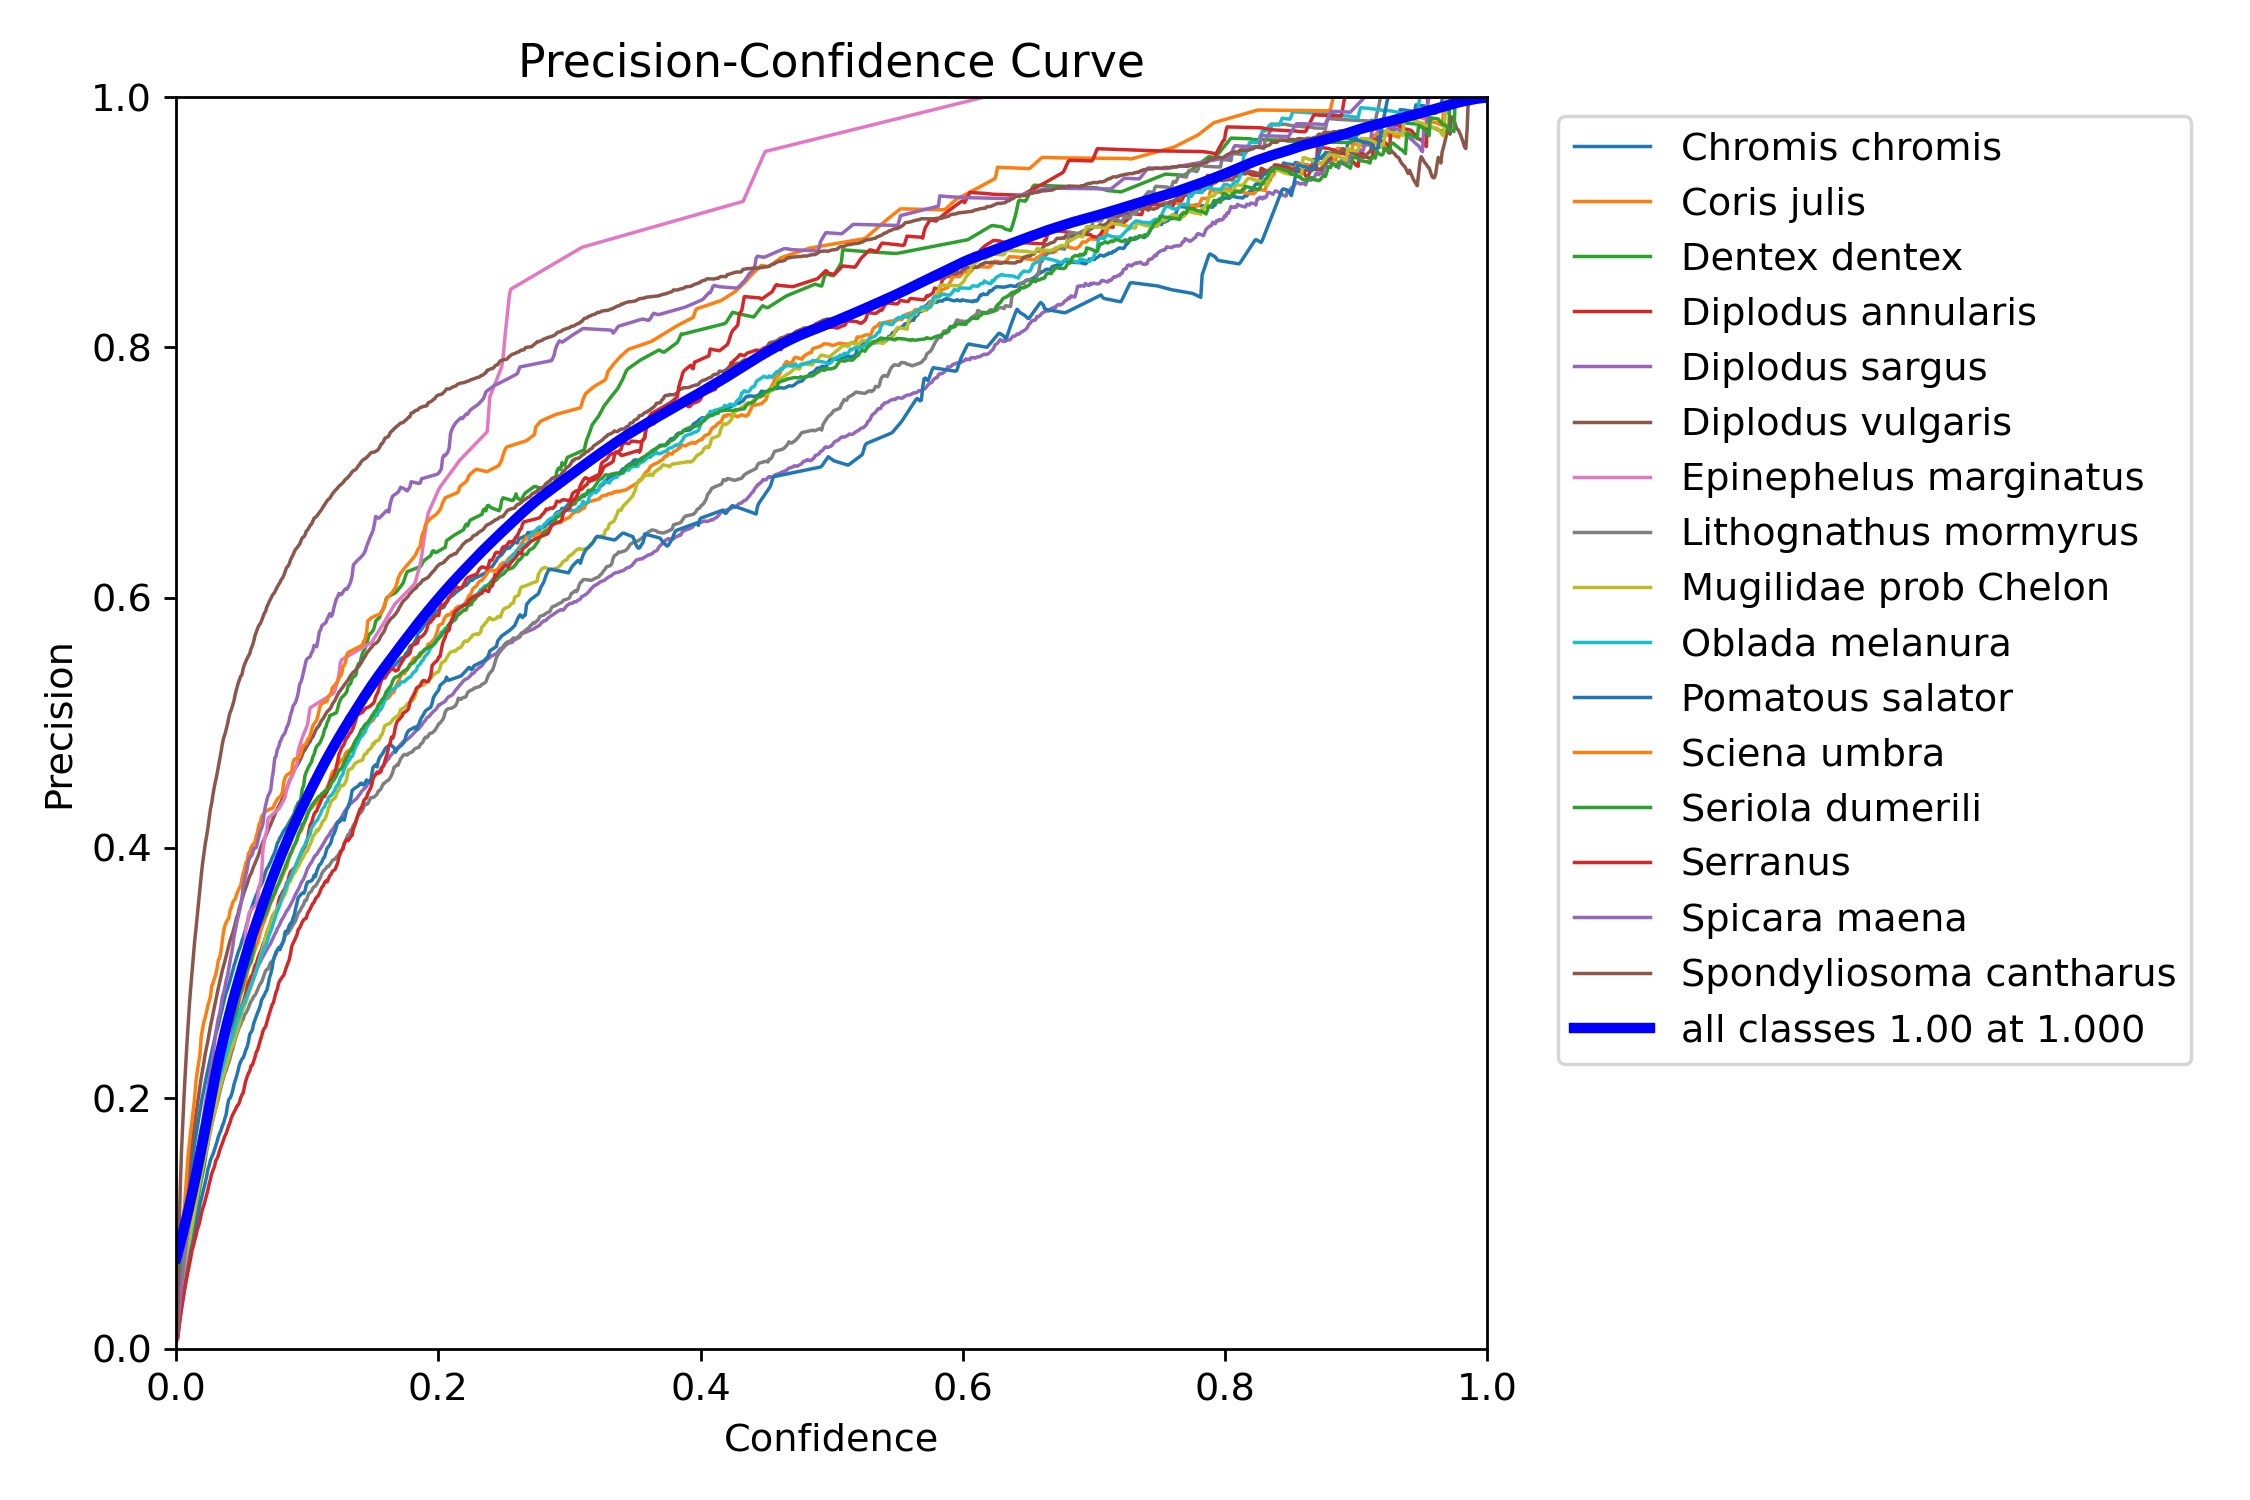 Precision-Confidence Curve
1.0
0.8
0.6
0.4
0.2
0.0
Precision
0.0 0.2 0.4 0.6 0.8 1.0
Confidence
Chromis chromis
Coris julis
Dentex dentex
Diplodus annularis
Diplodus sargus
Diplodus vulgaris
Epinephelus marginatus
Lithognathus mormyrus
Mugilidae prob Chelon
Oblada melanura
Pomatous salator
Sciena umbra
Seriola dumerili
Serranus
Spicara maena
Spondyliosoma cantharus
all classes 1.00 at 1.000